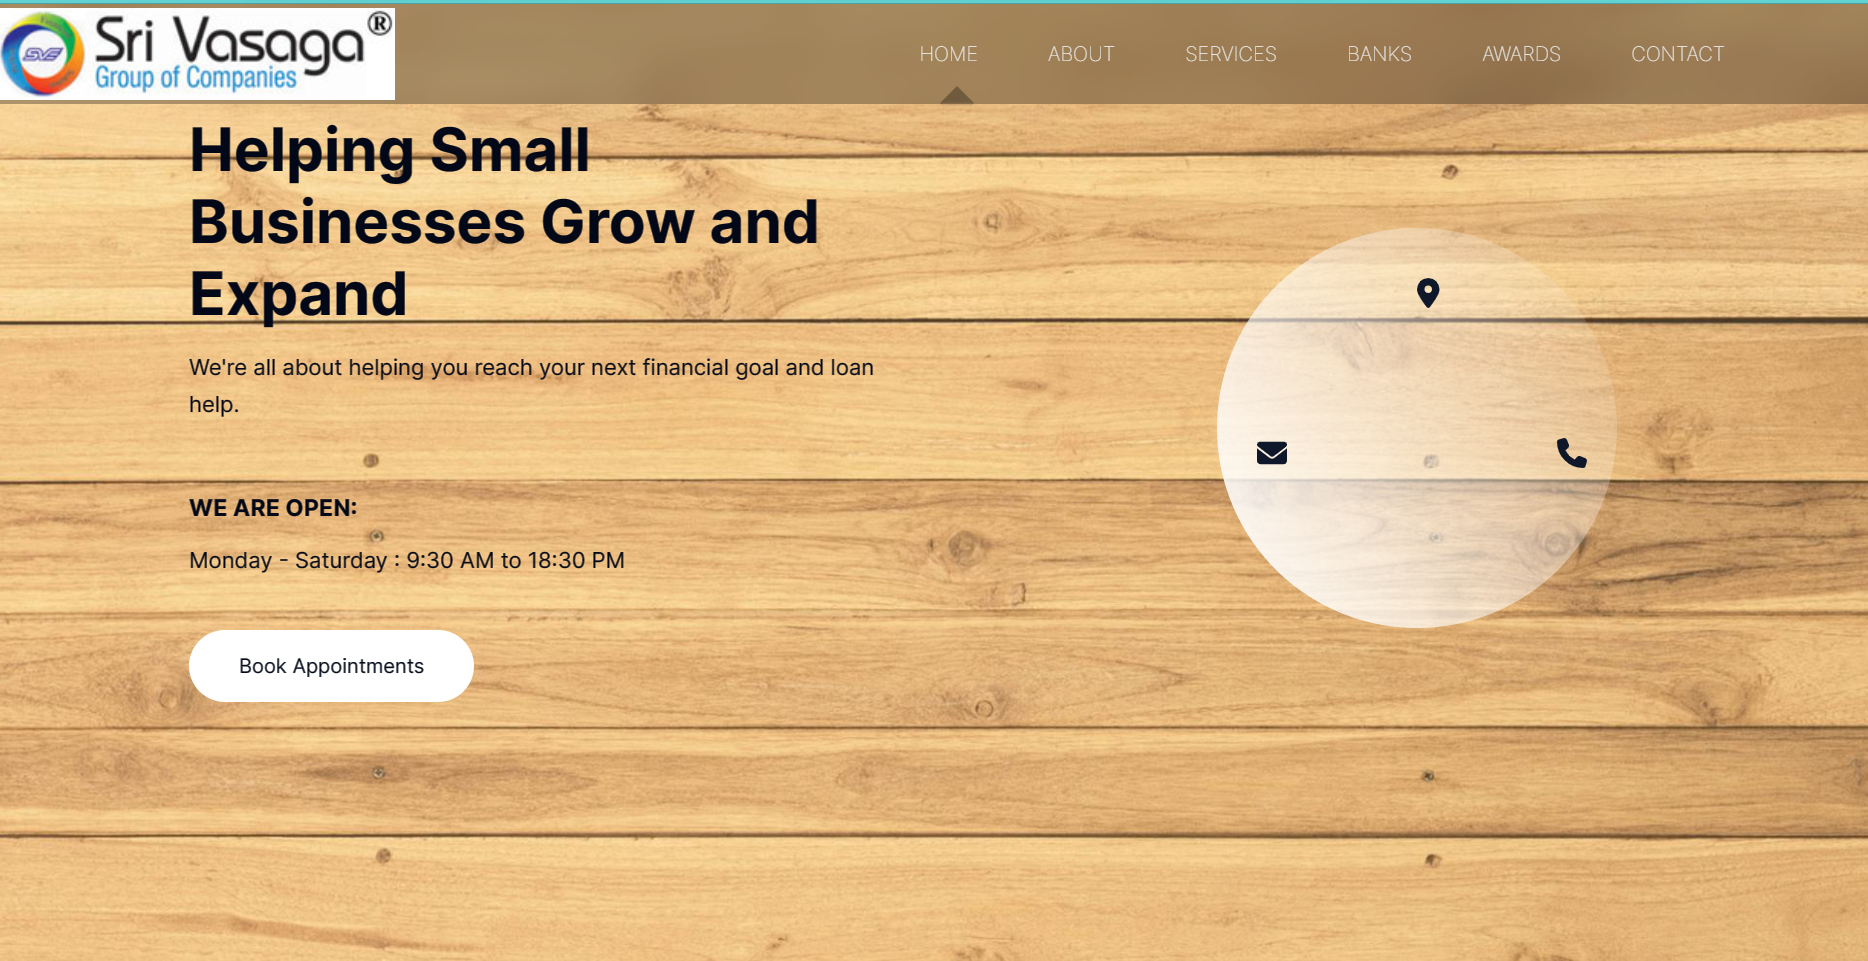 Sri Vasaga®
Group of Companies
SVE
HOME ABOUT SERVICES BANKS AWARDS CONTACT
Helping Small
Businesses Grow and
Expand
We're all about helping you reach your next financial goal and loan
help.
WE ARE OPEN:
Monday - Saturday : 9:30 AM to 18:30 PM
Book Appointments